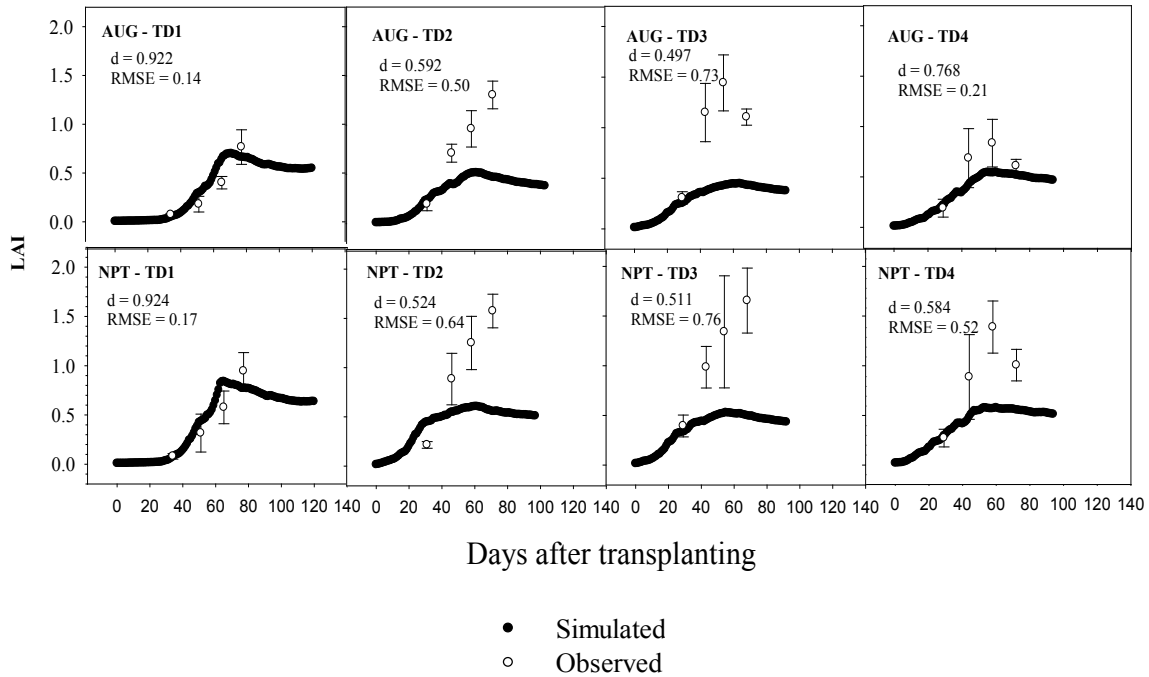 AUG - TD1
d = 0.922
RMSE = 0.14
AUG - TD2
d = 0.592
RMSE = 0.50
AUG - TD3
d = 0.497
RMSE = 0.73
AUG - TD4
d = 0.768
RMSE = 0.21
2.0
1.5
1.0
0.5
0.0
LAI
NPT - TD1
d = 0.924
RMSE = 0.17
NPT - TD2
d = 0.524
RMSE = 0.64
NPT - TD3
d = 0.511
RMSE = 0.76
NPT - TD4
d = 0.584
RMSE = 0.52
2.0
1.5
1.0
0.5
0.0
0 20 40 60 80 100 120 140
0 20 40 60 80 100 120 140
0 20 40 60 80 100 120 140
0 20 40 60 80 100 120 140
Days after transplanting
Simulated
Observed